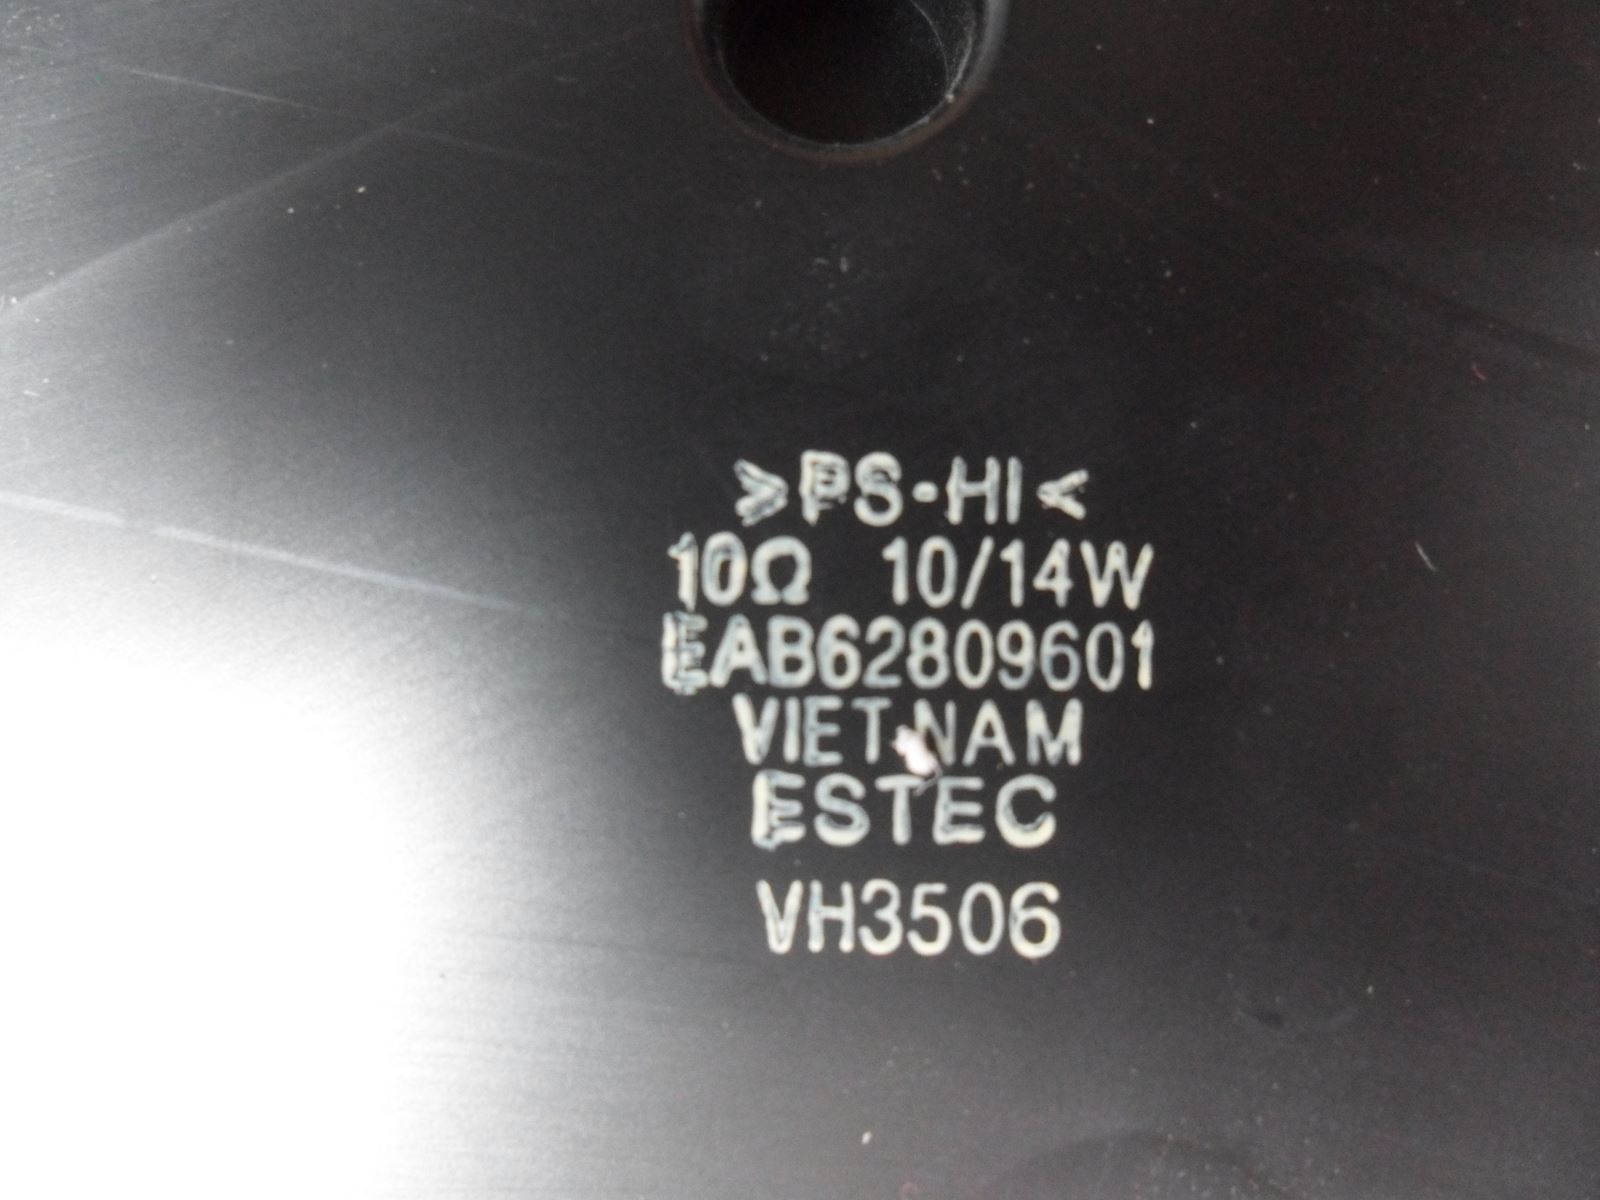 >PS-HI<
10Ω 10/14W
EAB62809601
VIETNAM
ESTEC
VH3506